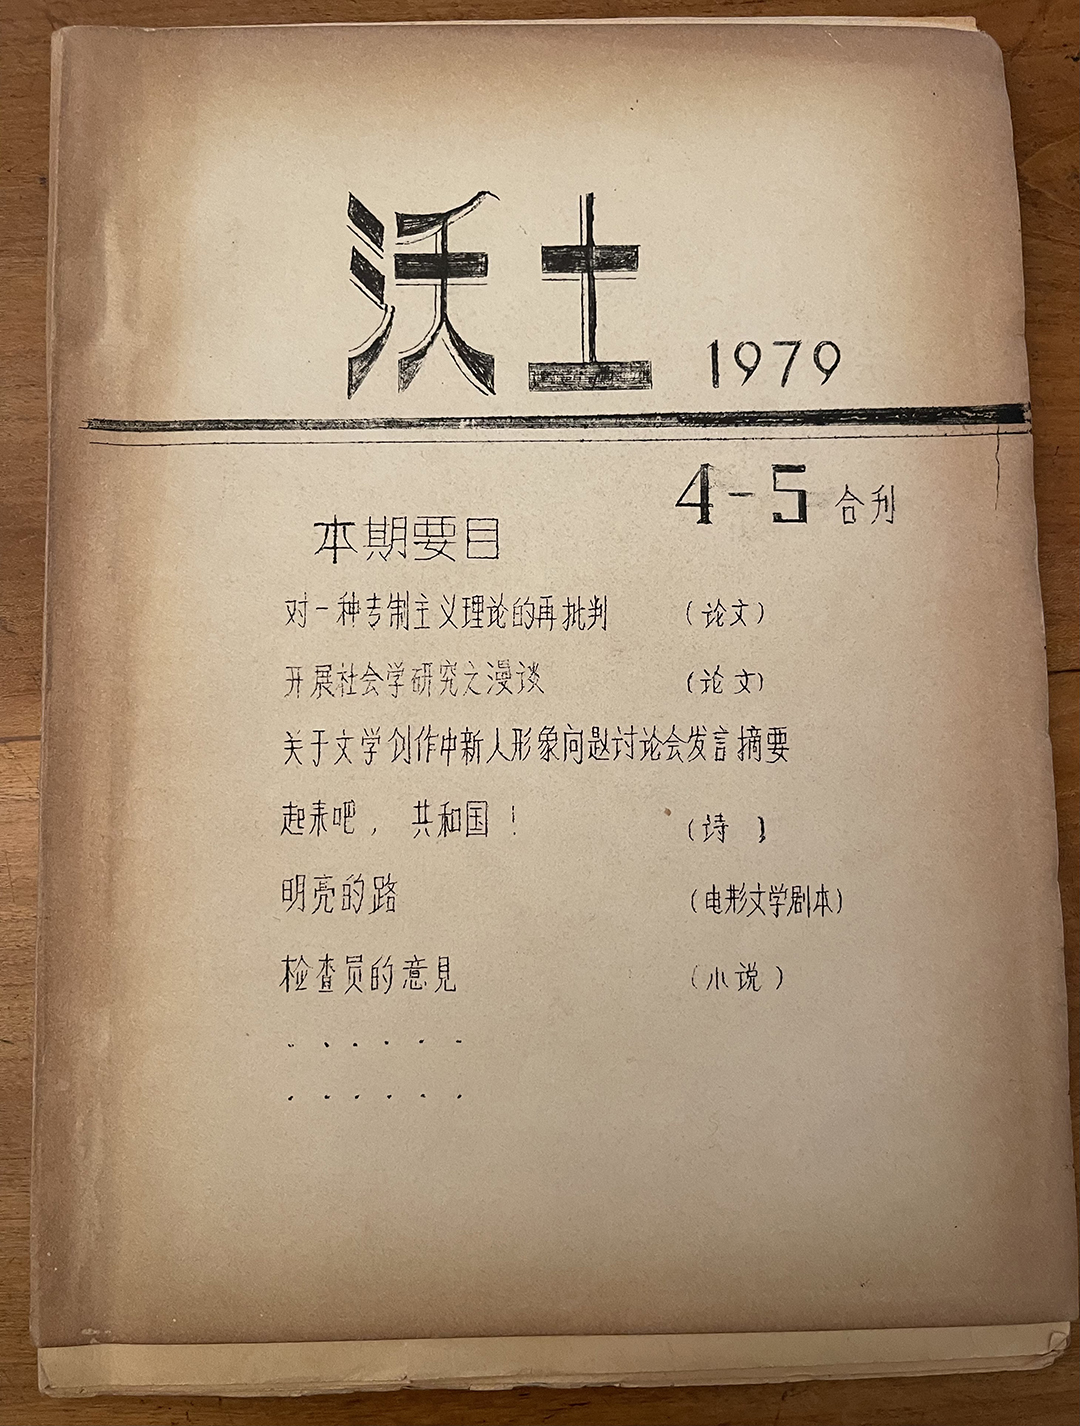 沃土 1979
4-5 合刊
本期要目
对一种专制主义理论的再批判 （论文）
开展社会学研究之漫谈 （论文）
关于文学创作中新人形象问题讨论会发言摘要
起来吧， 共和国！ （诗）
明亮的路 （电影文学剧本）
检查员的意见 （小说）
······
······